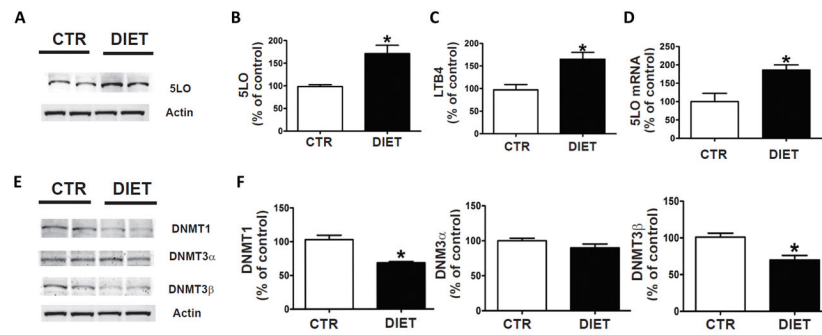 A
CTR DIET
5LO
Actin
B
5LO
(% of control)
200
150
100
50
0
*
CTR DIET
C
LTB4
(% of control)
200
150
100
50
0
*
CTR DIET
D
5LO mRNA
(% of control)
250
200
150
100
50
0
*
CTR DIET
E
CTR DIET
DNMT1
DNMT3α
DNMT3β
Actin
F
DNMT1
(% of control)
150
100
50
0
*
CTR DIET
DNM3α
(% of control)
150
100
50
0
CTR DIET
DNMT3β
(% of control)
150
100
50
0
*
CTR DIET